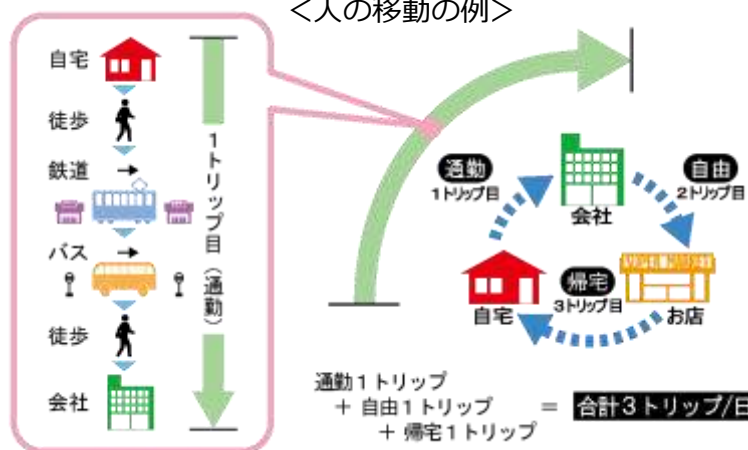 <人の移動の例>
自宅
徒歩
鉄道
バス
徒歩
会社
1トリップ目(通勤)
通勤
1トリップ目
会社
自由
2トリップ目
自宅
帰宅
3トリップ目
お店
通勤1トリップ
+ 自由1トリップ
+ 帰宅1トリップ
= 合計3トリップ/日